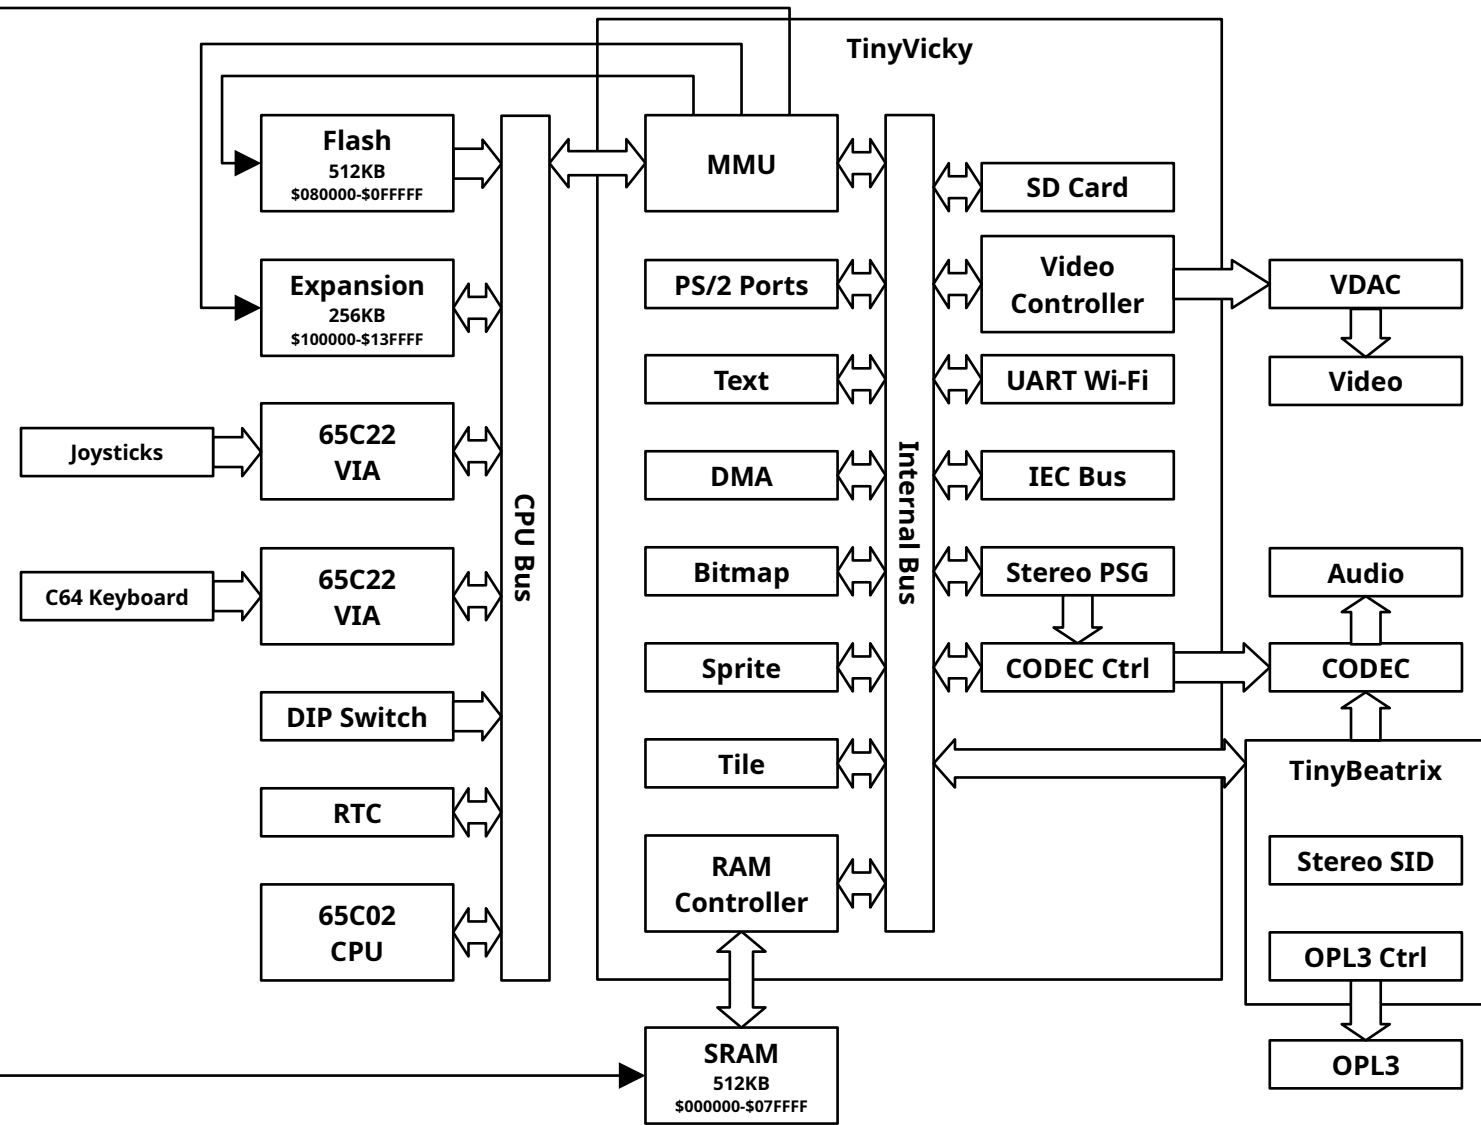 TinyVicky
Flash
512KB
$080000-$0FFFFF
MMU
SD Card
Expansion
256KB
$100000-$13FFFF
PS/2 Ports
Video
Controller
VDAC
Text
UART Wi-Fi
Video
Joysticks
65C22
VIA
DMA
IEC Bus
CPU Bus
Internal Bus
C64 Keyboard
65C22
VIA
Bitmap
Stereo PSG
Audio
Sprite
CODEC Ctrl
CODEC
DIP Switch
Tile
TinyBeatrix
RTC
RAM
Controller
Stereo SID
65C02
CPU
OPL3 Ctrl
SRAM
512KB
$000000-$07FFFF
OPL3